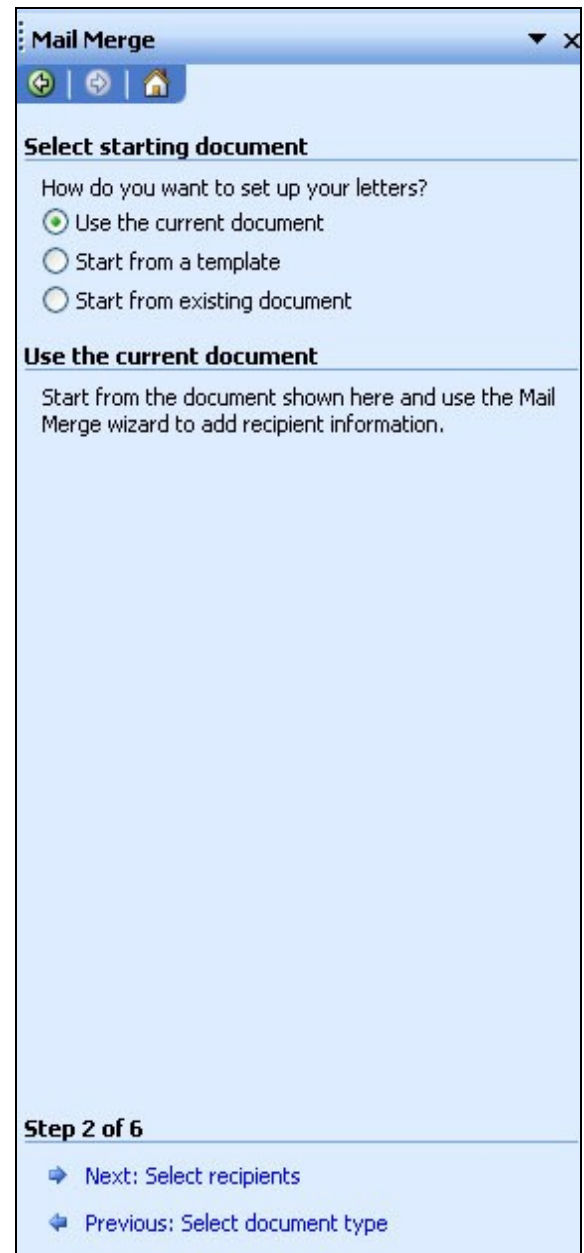 Mail Merge
Select starting document
How do you want to set up your letters?
Use the current document
Start from a template
Start from existing document
Use the current document
Start from the document shown here and use the Mail
Merge wizard to add recipient information.
Step 2 of 6
Next: Select recipients
Previous: Select document type